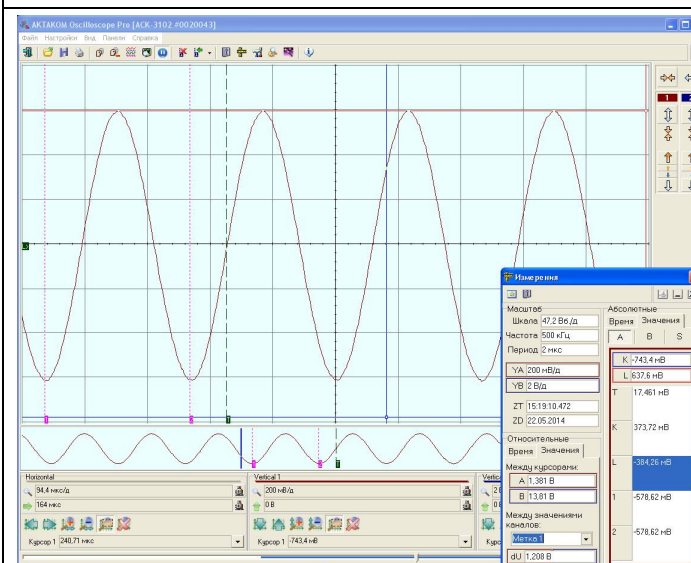 АКТАКОМ Oscilloscope Pro [АСК-3102 #0020043]
Файл Настройки Вид Панели Справка
1 2
Измерения
Масштаб
Шкала 47,2 Вб./д
Частота 500 кГц
Период 2 мкс
YA 200 мВ/д
YB 2 В/д
ZT 15:19:10.472
ZD 22.05.2014
Относительные
Время Значения
Между курсорами:
A 1,381 В
B 13,81 В
Между значениями
каналов:
Метка 1
dU 1,208 В
Абсолютные
Время Значения
A B S
K -743,4 мВ
L 637,6 мВ
T 17,461 мВ
K 373,72 мВ
L -384,26 мВ
1 -578,62 мВ
2 -578,62 мВ
Horizontal
94,4 мкс/д
164 мкс
Курсор 1 240,71 мкс
Vertical 1
200 мВ/д
0 В
Курсор 1 -743,4 мВ